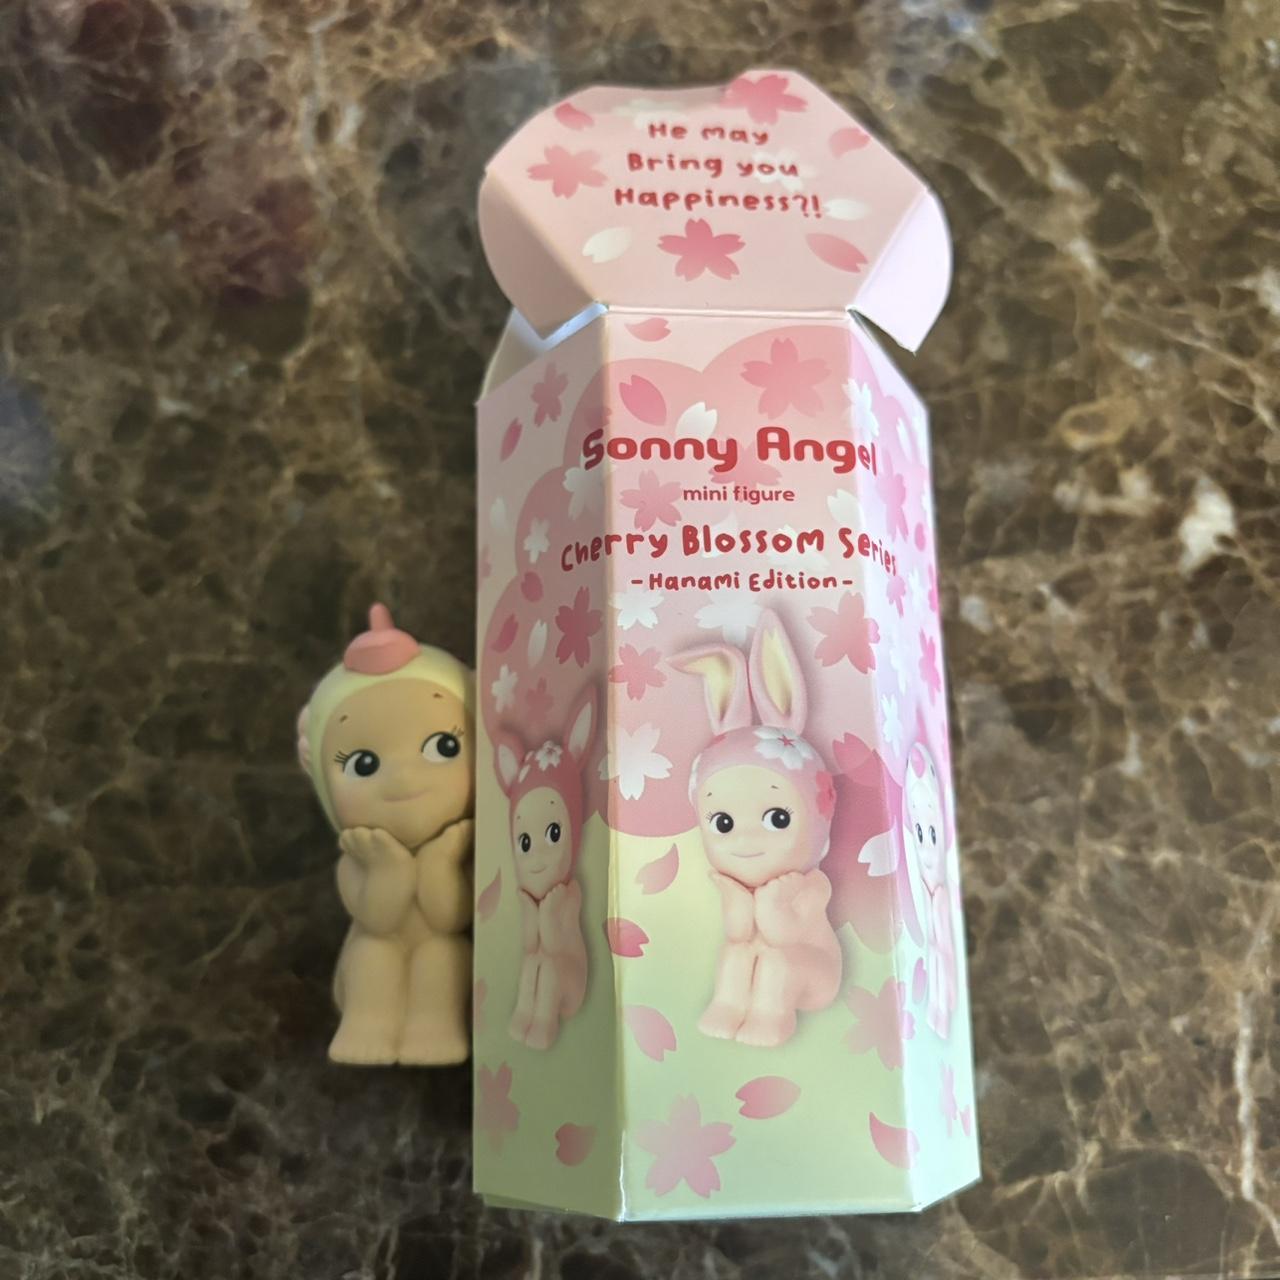 He may
Bring you
Happiness?!
Sonny Angel
mini figure
Cherry Blossom Series
-Hanami Edition-